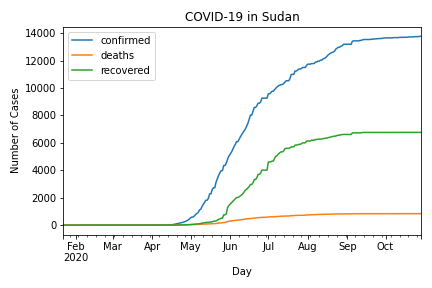 COVID-19 in Sudan
confirmed
deaths
recovered
14000
12000
10000
8000
6000
4000
2000
0
Number of Cases
Feb Mar Apr May Jun Jul Aug Sep Oct
2020
Day